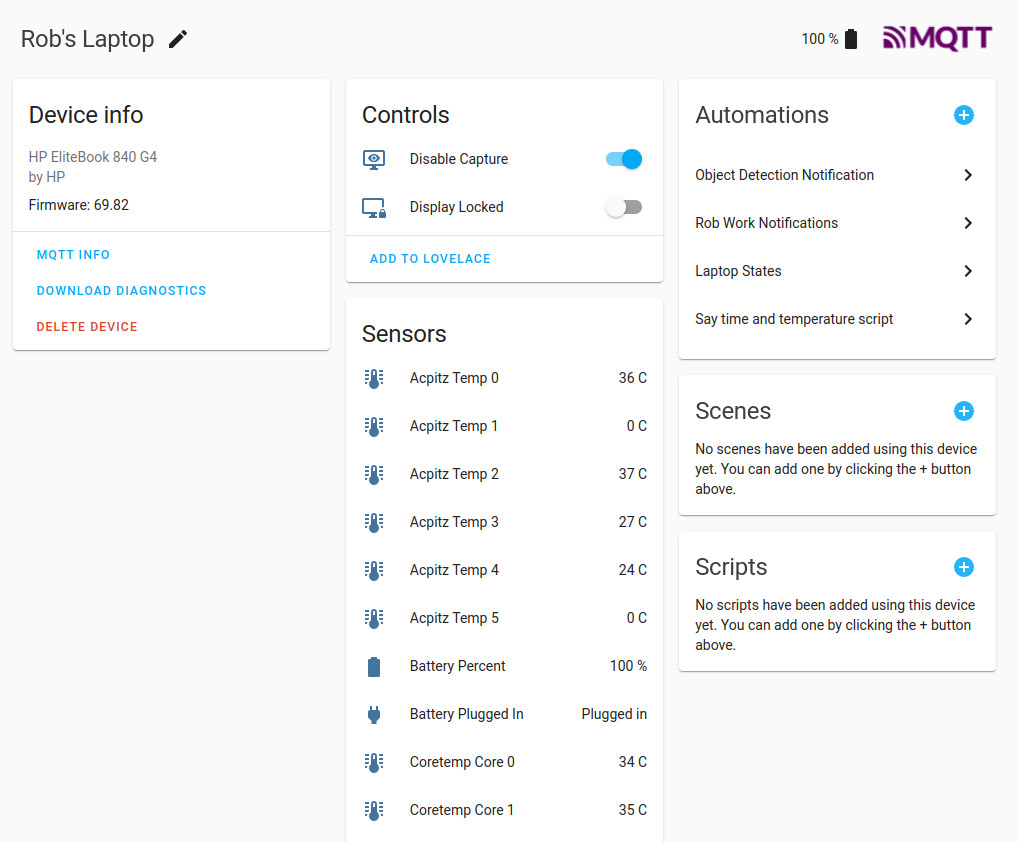 Rob's Laptop
100 %
MQTT
Device info
HP EliteBook 840 G4
by HP
Firmware: 69.82
MQTT INFO
DOWNLOAD DIAGNOSTICS
DELETE DEVICE
Controls
Disable Capture
Display Locked
ADD TO LOVELACE
Sensors
Acpitz Temp 0 36 C
Acpitz Temp 1 0 C
Acpitz Temp 2 37 C
Acpitz Temp 3 27 C
Acpitz Temp 4 24 C
Acpitz Temp 5 0 C
Battery Percent 100 %
Battery Plugged In Plugged in
Coretemp Core 0 34 C
Coretemp Core 1 35 C
Automations
Object Detection Notification
Rob Work Notifications
Laptop States
Say time and temperature script
Scenes
No scenes have been added using this device
yet. You can add one by clicking the + button
above.
Scripts
No scripts have been added using this device
yet. You can add one by clicking the + button
above.